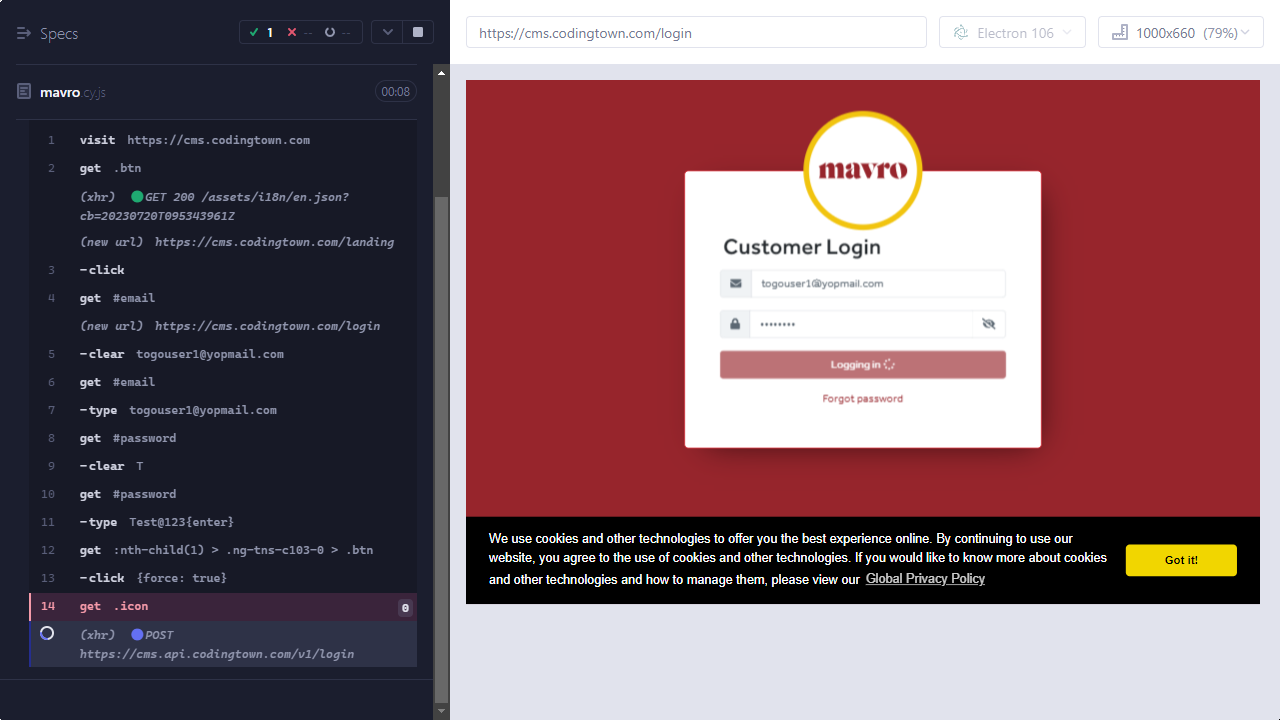 Specs
1 -- --
mavro.cy.js
00:08
1 visit https://cms.codingtown.com
2 get .btn
(xhr) GET 200 /assets/i18n/en.json?
cb=20230720T095343961Z
(new url) https://cms.codingtown.com/landing
3 -click
4 get #email
(new url) https://cms.codingtown.com/login
5 -clear togouser1@yopmail.com
6 get #email
7 -type togouser1@yopmail.com
8 get #password
9 -clear T
10 get #password
11 -type Test@123{enter}
12 get :nth-child(1) > .ng-tns-c103-0 > .btn
13 -click {force: true}
14 get .icon 0
(xhr) POST
https://cms.api.codingtown.com/v1/login
https://cms.codingtown.com/login
Electron 106
1000x660 (79%)
mavro
Customer Login
togouser1@yopmail.com
••••••••
Logging in
Forgot password
We use cookies and other technologies to offer you the best experience online. By continuing to use our
website, you agree to the use of cookies and other technologies. If you would like to know more about cookies
and other technologies and how to manage them, please view our Global Privacy Policy
Got it!